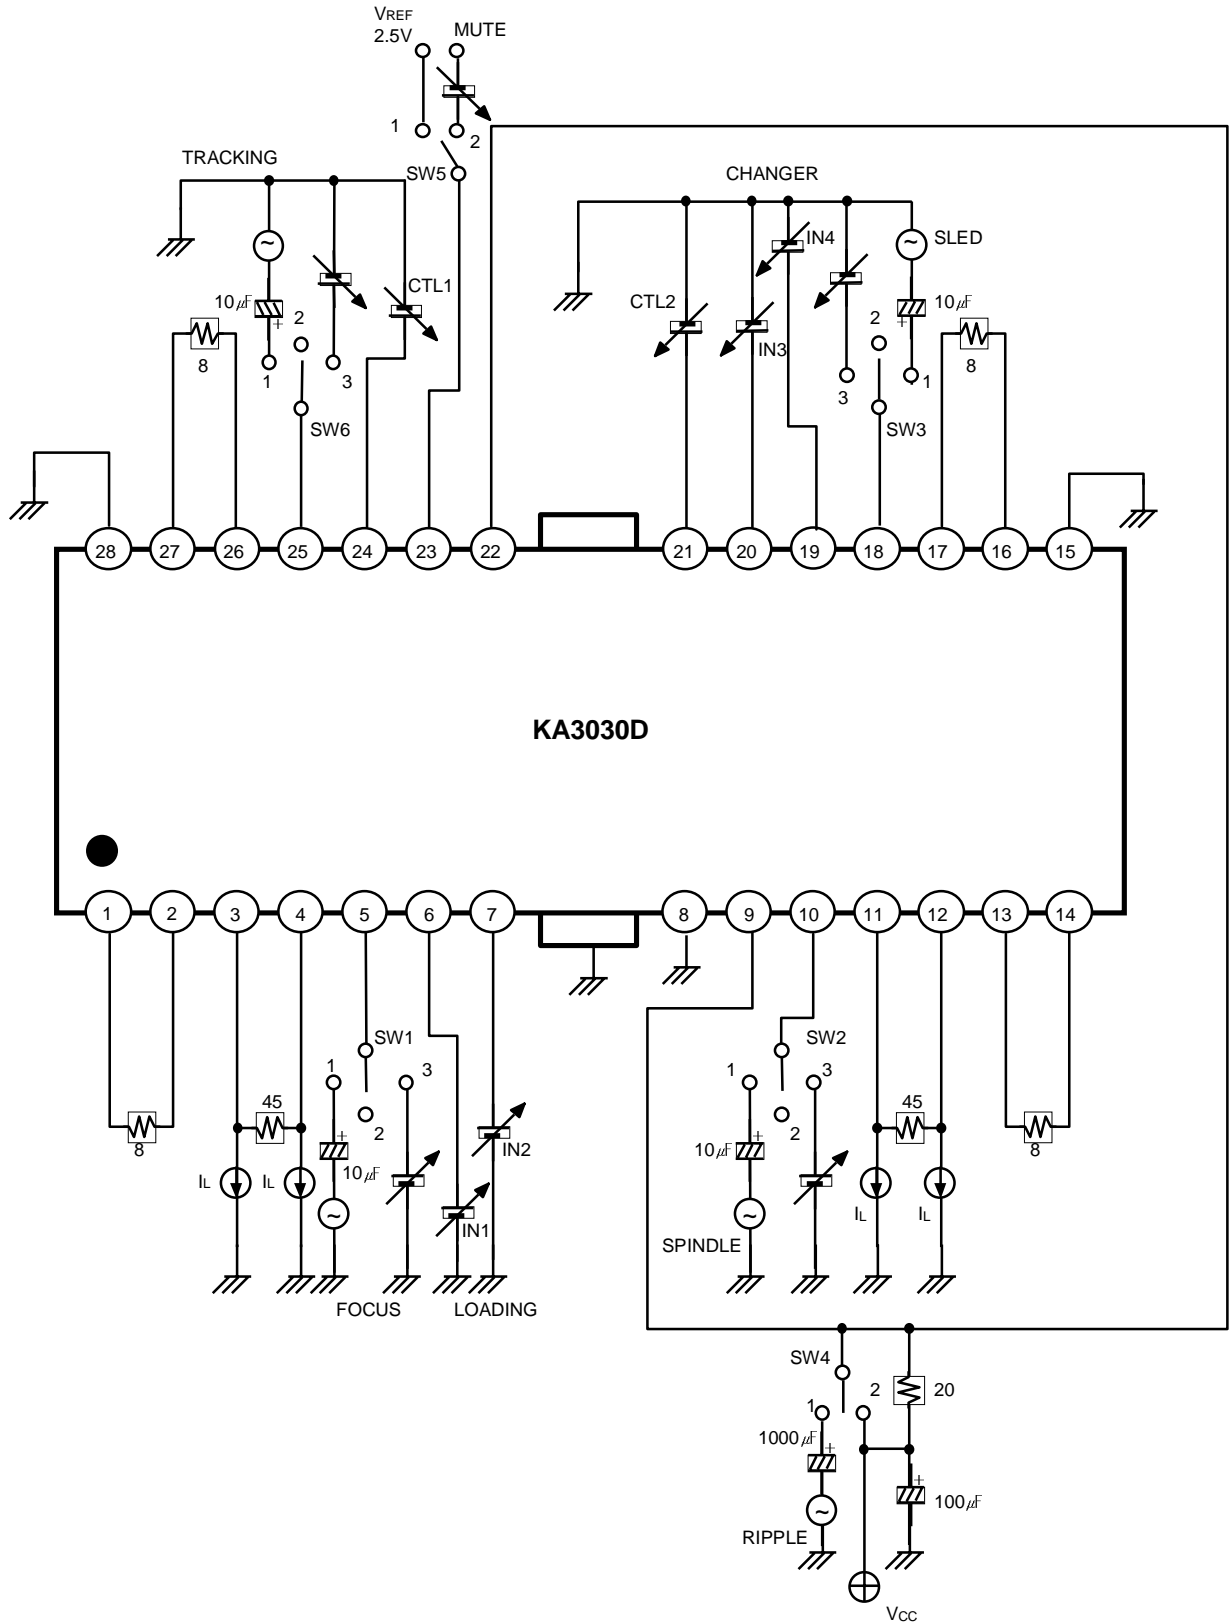 VREF
2.5V
MUTE
1
2
TRACKING
SW5
CHANGER
IN4
SLED
10μF
CTL1
CTL2
10μF
2
2
IN3
8
1
3
8
3
1
SW6
SW3
28
27
26
25
24
23
22
21
20
19
18
17
16
15
KA3030D
1
2
3
4
5
6
7
8
9
10
11
12
13
14
SW1
SW2
1
3
1
3
45
45
+
2
+
2
8
10μF
IN2
10μF
8
IL
IL
IL
IL
IN1
SPINDLE
FOCUS
LOADING
SW4
2
20
1
1000μF
+
+
100μF
RIPPLE
VCC